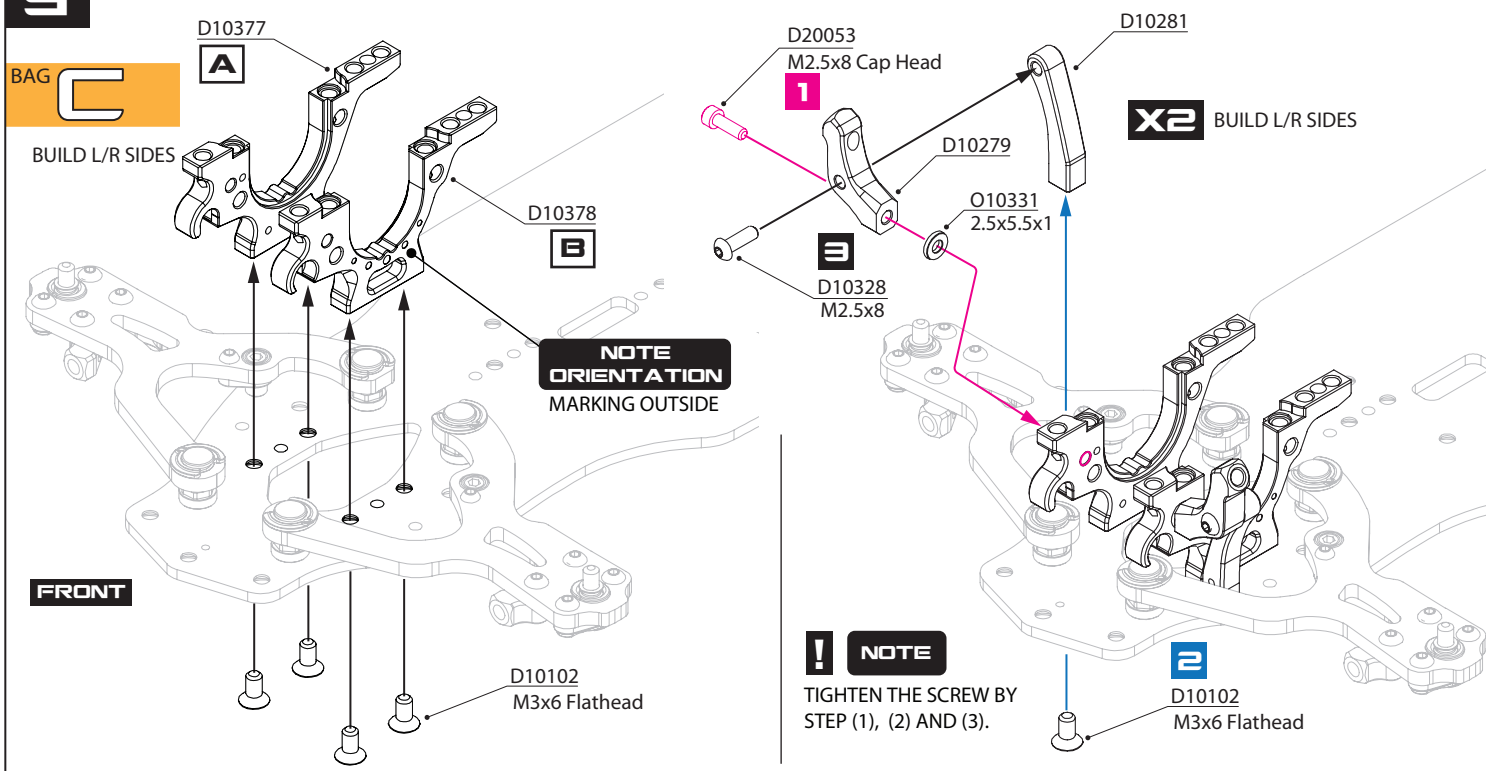 BAG C
BUILD L/R SIDES
D10377
A
D10378
B
NOTE
ORIENTATION
MARKING OUTSIDE
FRONT
D10102
M3x6 Flathead
D20053
M2.5x8 Cap Head
1
D10281
X2 BUILD L/R SIDES
D10279
O10331
2.5x5.5x1
3
D10328
M2.5x8
! NOTE
TIGHTEN THE SCREW BY
STEP (1), (2) AND (3).
2
D10102
M3x6 Flathead